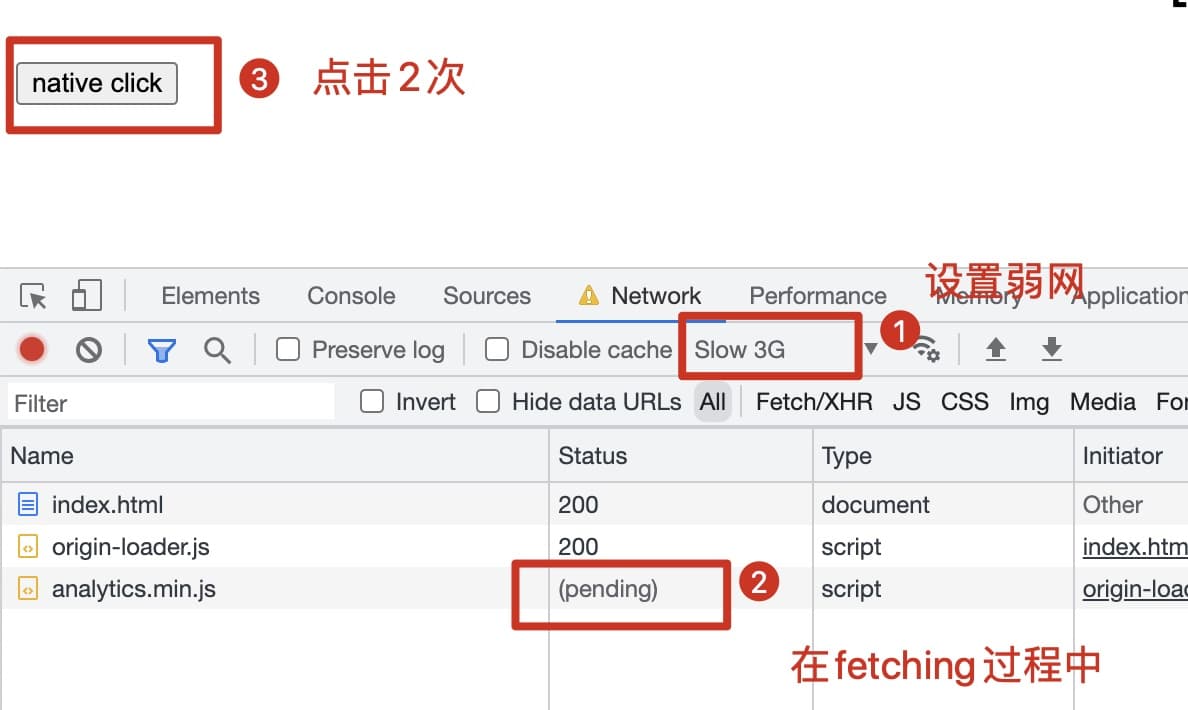 native click 3 点击2次
设置弱网
Elements Console Sources Network Performance Memory Application
Preserve log Disable cache Slow 3G 1
Filter Invert Hide data URLs All Fetch/XHR JS CSS Img Media For
Name Status Type Initiator
index.html 200 document Other
origin-loader.js 200 script index.htm
analytics.min.js (pending) 2 script origin-loa
在fetching过程中